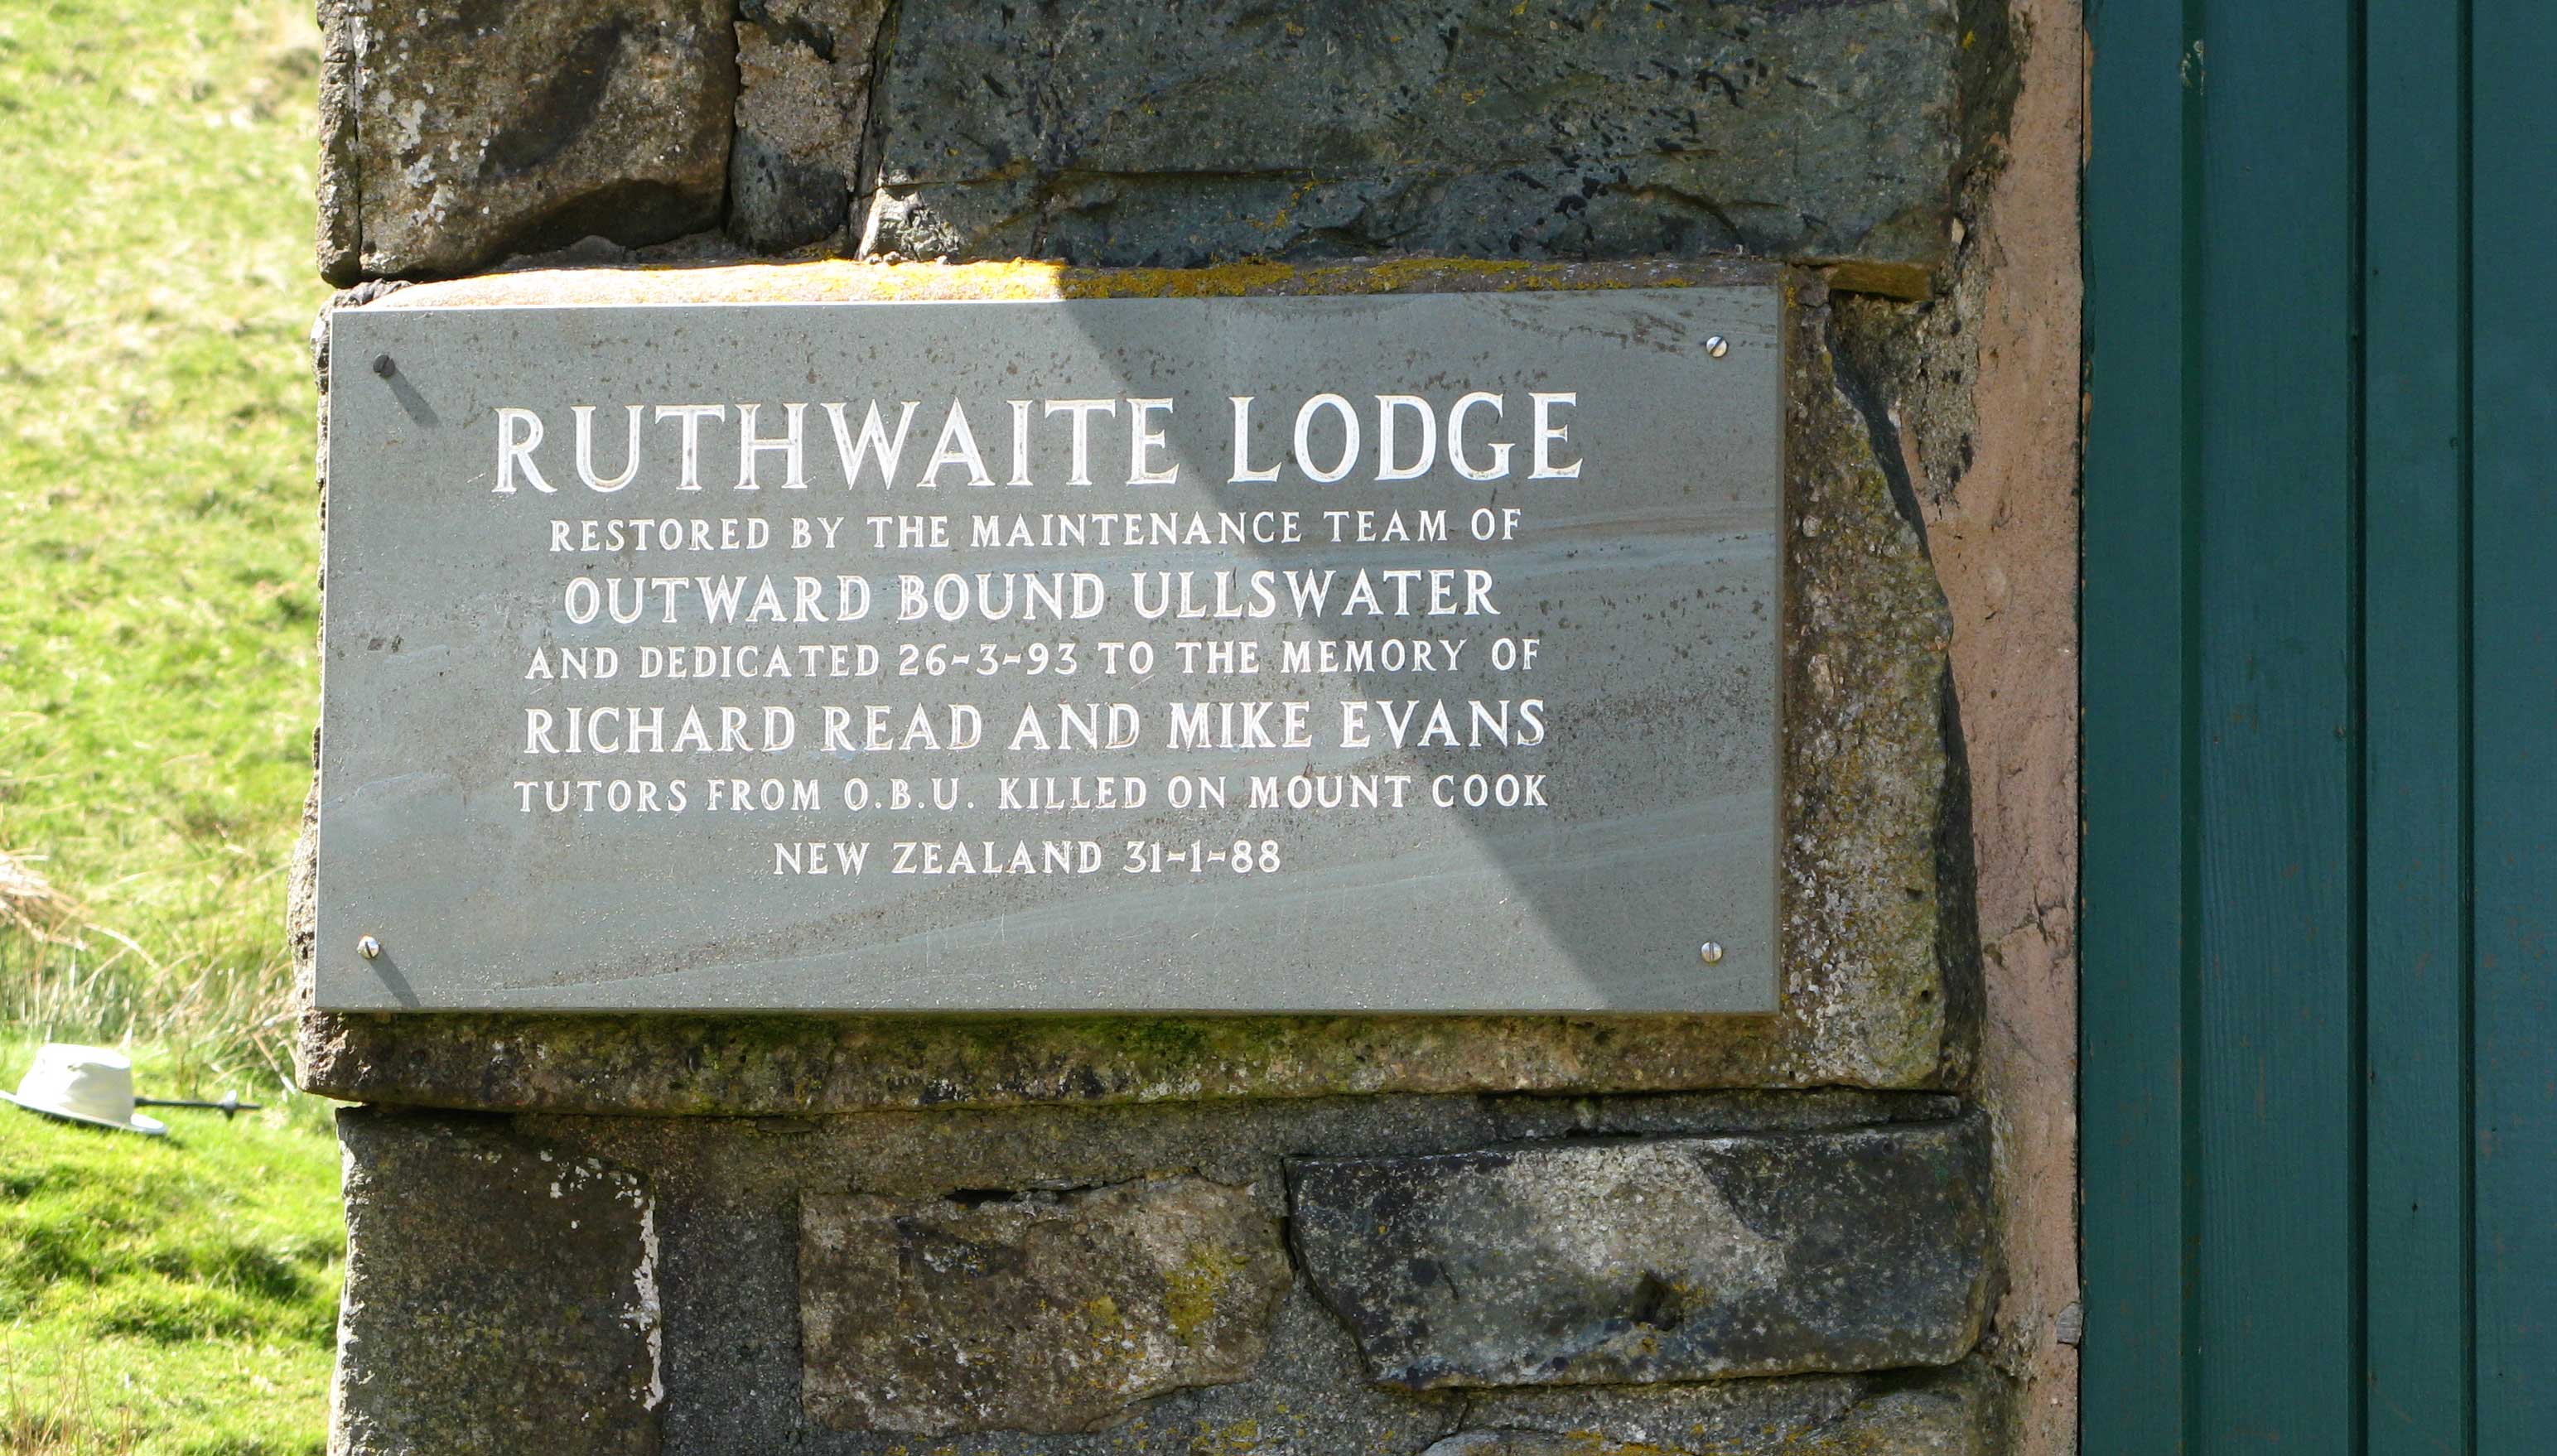 RUTHWAITE LODGE
RESTORED BY THE MAINTENANCE TEAM OF
OUTWARD BOUND ULLSWATER
AND DEDICATED 26-3-93 TO THE MEMORY OF
RICHARD READ AND MIKE EVANS
TUTORS FROM O.B.U. KILLED ON MOUNT COOK
NEW ZEALAND 31-1-88